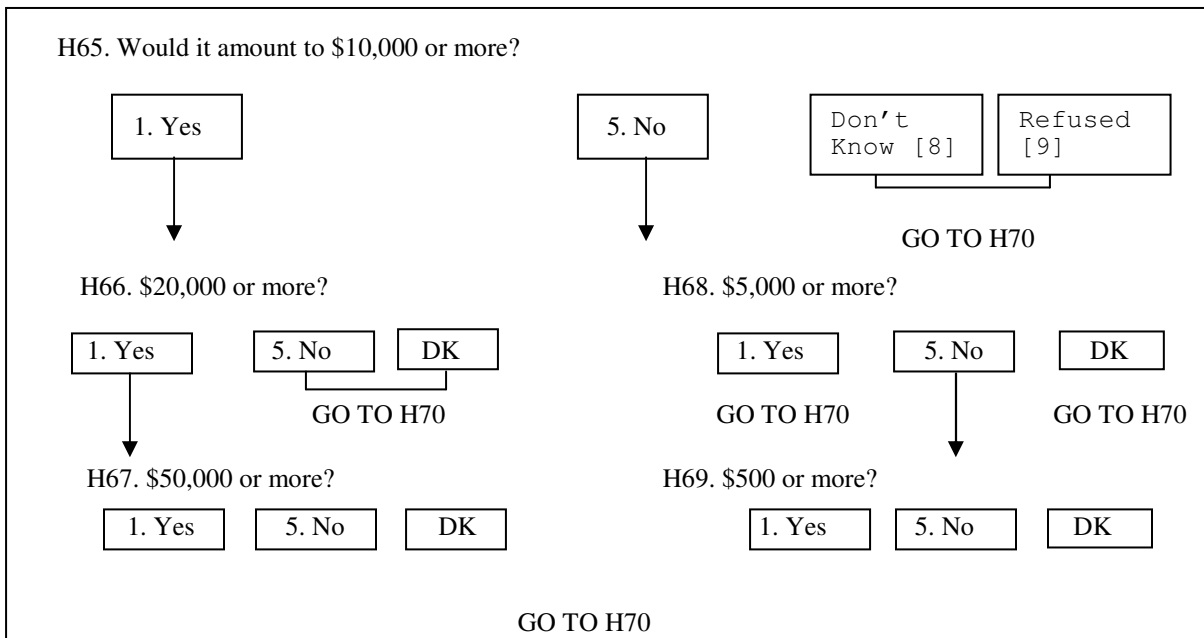 H65. Would it amount to $10,000 or more?
1. Yes
5. No
Don't Know [8]
Refused [9]
GO TO H70
H66. $20,000 or more?
1. Yes
5. No
DK
GO TO H70
H68. $5,000 or more?
1. Yes
5. No
DK
GO TO H70
GO TO H70
H67. $50,000 or more?
1. Yes
5. No
DK
H69. $500 or more?
1. Yes
5. No
DK
GO TO H70